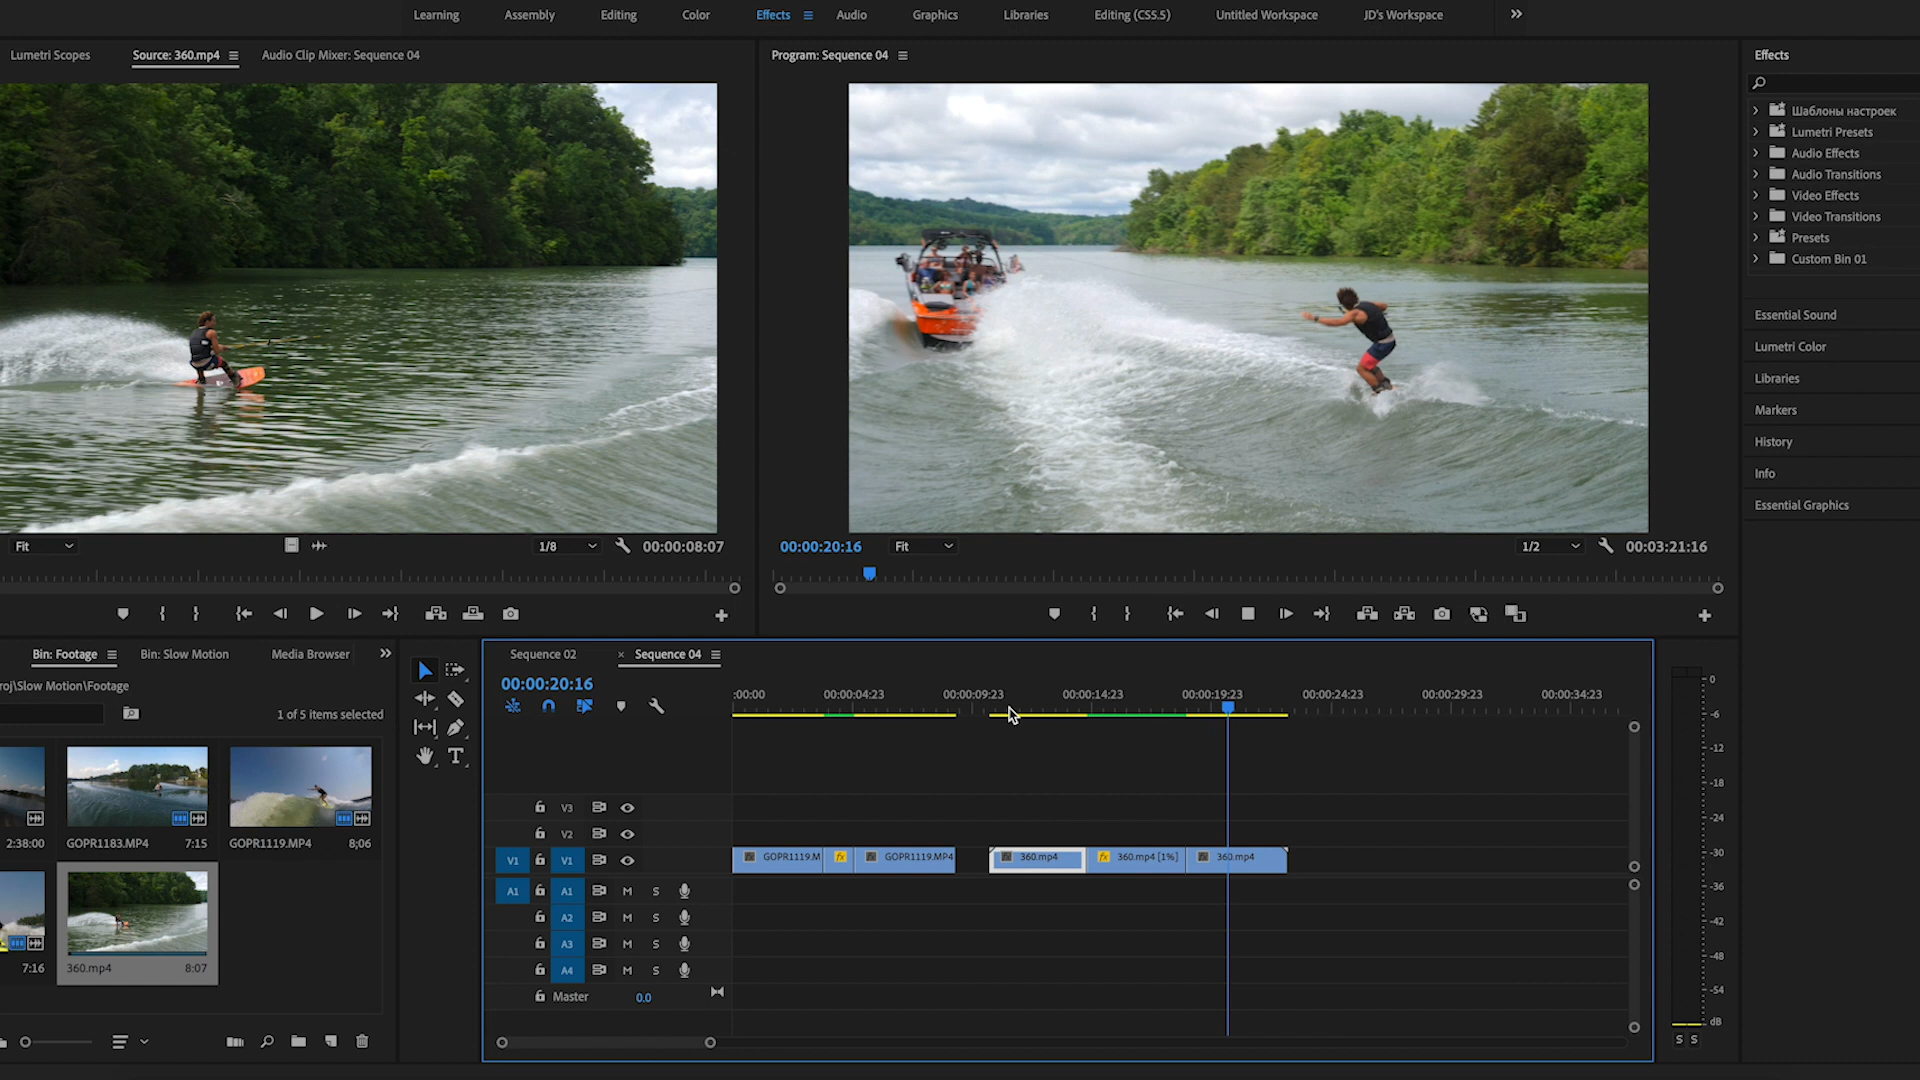 Learning Assembly Editing Color Effects Audio Graphics Libraries Editing (CS5.5) Untitled Workspace JD's Workspace
Lumetri Scopes Source: 360.mp4 Audio Clip Mixer: Sequence 04
Program: Sequence 04
Effects
Шаблоны настроек
Lumetri Presets
Audio Effects
Audio Transitions
Video Effects
Video Transitions
Presets
Custom Bin 01
Essential Sound
Lumetri Color
Libraries
Markers
History
Info
Essential Graphics
Fit 1/8 00:00:08:07
00:00:20:16 Fit 1/2 00:03:21:16
Bin: Footage Bin: Slow Motion Media Browser
roj\Slow Motion\Footage
1 of 5 items selected
2:38:00 GOPR1183.MP4 7:15 GOPR1119.MP4 8;06
7:16 360.mp4 8:07
Sequence 02 × Sequence 04
00:00:20:16
:00:00 00:00:04:23 00:00:09:23 00:00:14:23 00:00:19:23 00:00:24:23 00:00:29:23 00:00:34:23
V3
V2
V1 V1 fx GOPR1119.M fx fx GOPR1119.MP4 fx 360.mp4 fx 360.mp4 [1%] fx 360.mp4
A1 A1 M S
A2 M S
A3 M S
A4 M S
Master 0.0
0
-6
-12
-18
-24
-30
-36
-42
-48
-54
dB
S S